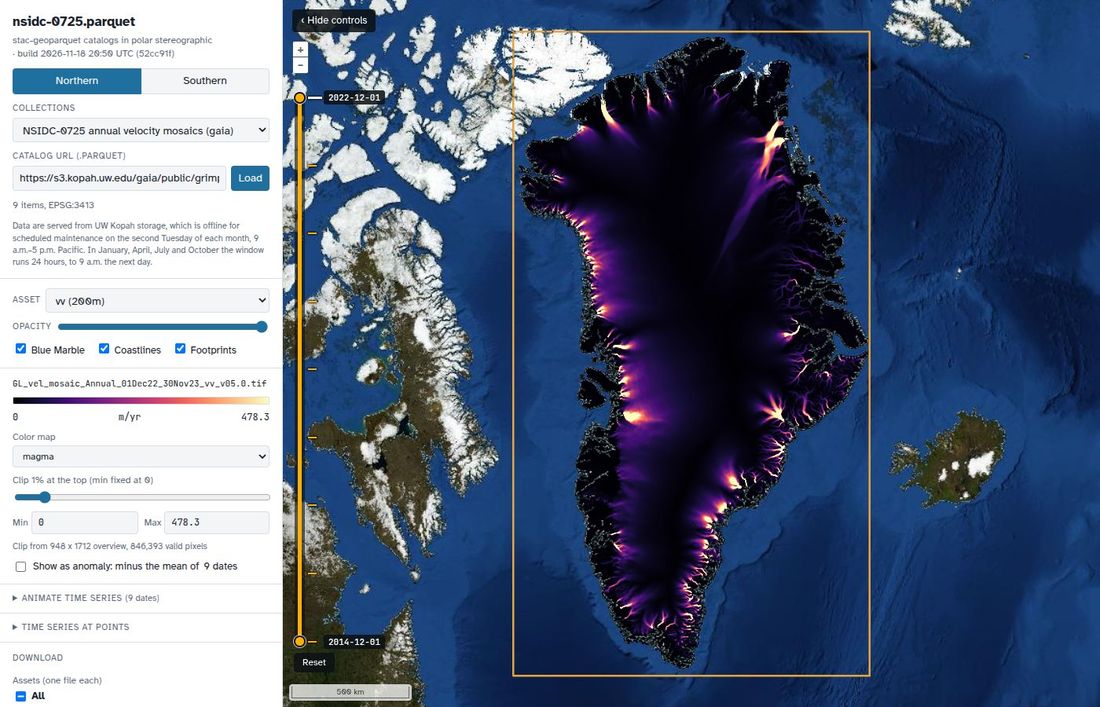 nsidc-0725.parquet
stac-geoparquet catalogs in polar stereographic
· build 2026-11-18 20:50 UTC (52cc91f)
Northern
Southern
COLLECTIONS
NSIDC-0725 annual velocity mosaics (gaia)
CATALOG URL (.PARQUET)
https://s3.kopah.uw.edu/gaia/public/grimp
Load
9 items, EPSG:3413
Data are served from UW Kopah storage, which is offline for
scheduled maintenance on the second Tuesday of each month, 9
a.m.–5 p.m. Pacific. In January, April, July and October the window
runs 24 hours, to 9 a.m. the next day.
ASSET
vv (200m)
OPACITY
Blue Marble
Coastlines
Footprints
GL_vel_mosaic_Annual_01Dec22_30Nov23_vv_v05.0.tif
0
m/yr
478.3
Color map
magma
Clip 1% at the top (min fixed at 0)
Min
0
Max
478.3
Clip from 948 x 1712 overview, 846,393 valid pixels
Show as anomaly: minus the mean of 9 dates
▸ ANIMATE TIME SERIES (9 dates)
▸ TIME SERIES AT POINTS
DOWNLOAD
Assets (one file each)
All
‹ Hide controls
+
−
2022-12-01
2014-12-01
Reset
500 km